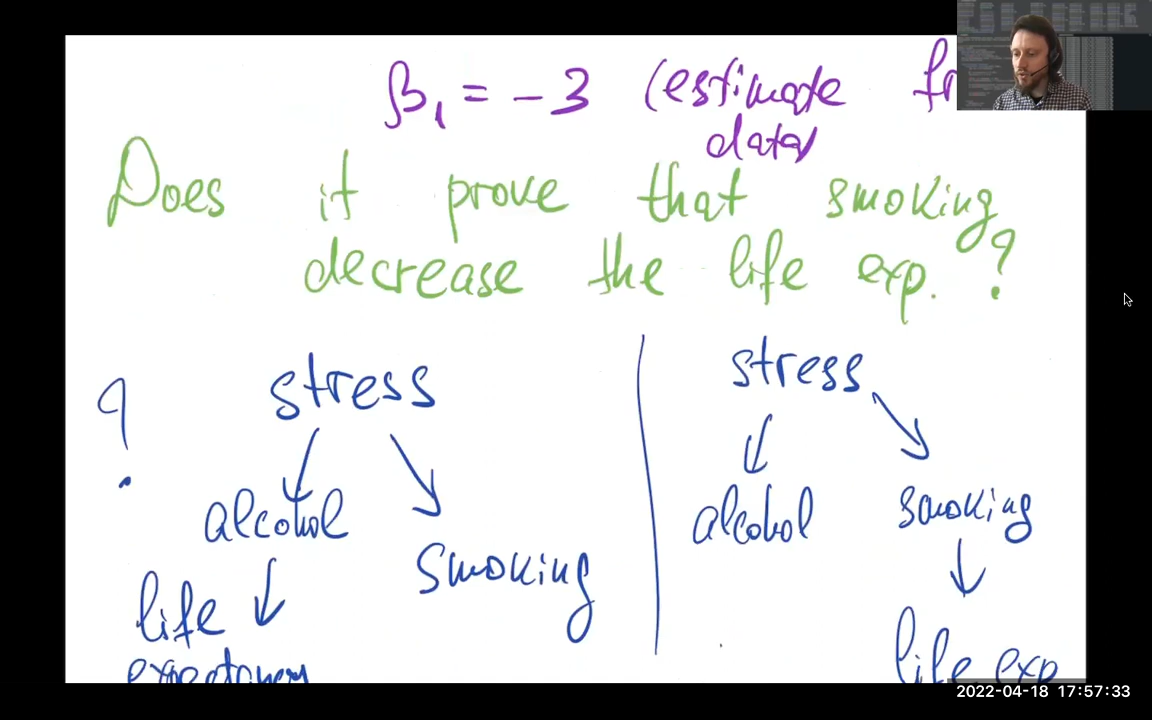 β₁ = -3 (estimate
data)
Does it prove that smoking
decrease the life exp. ?
?
stress
alcohol
smoking
life
expectancy
stress
alcohol
smoking
life exp
2022-04-18 17:57:33